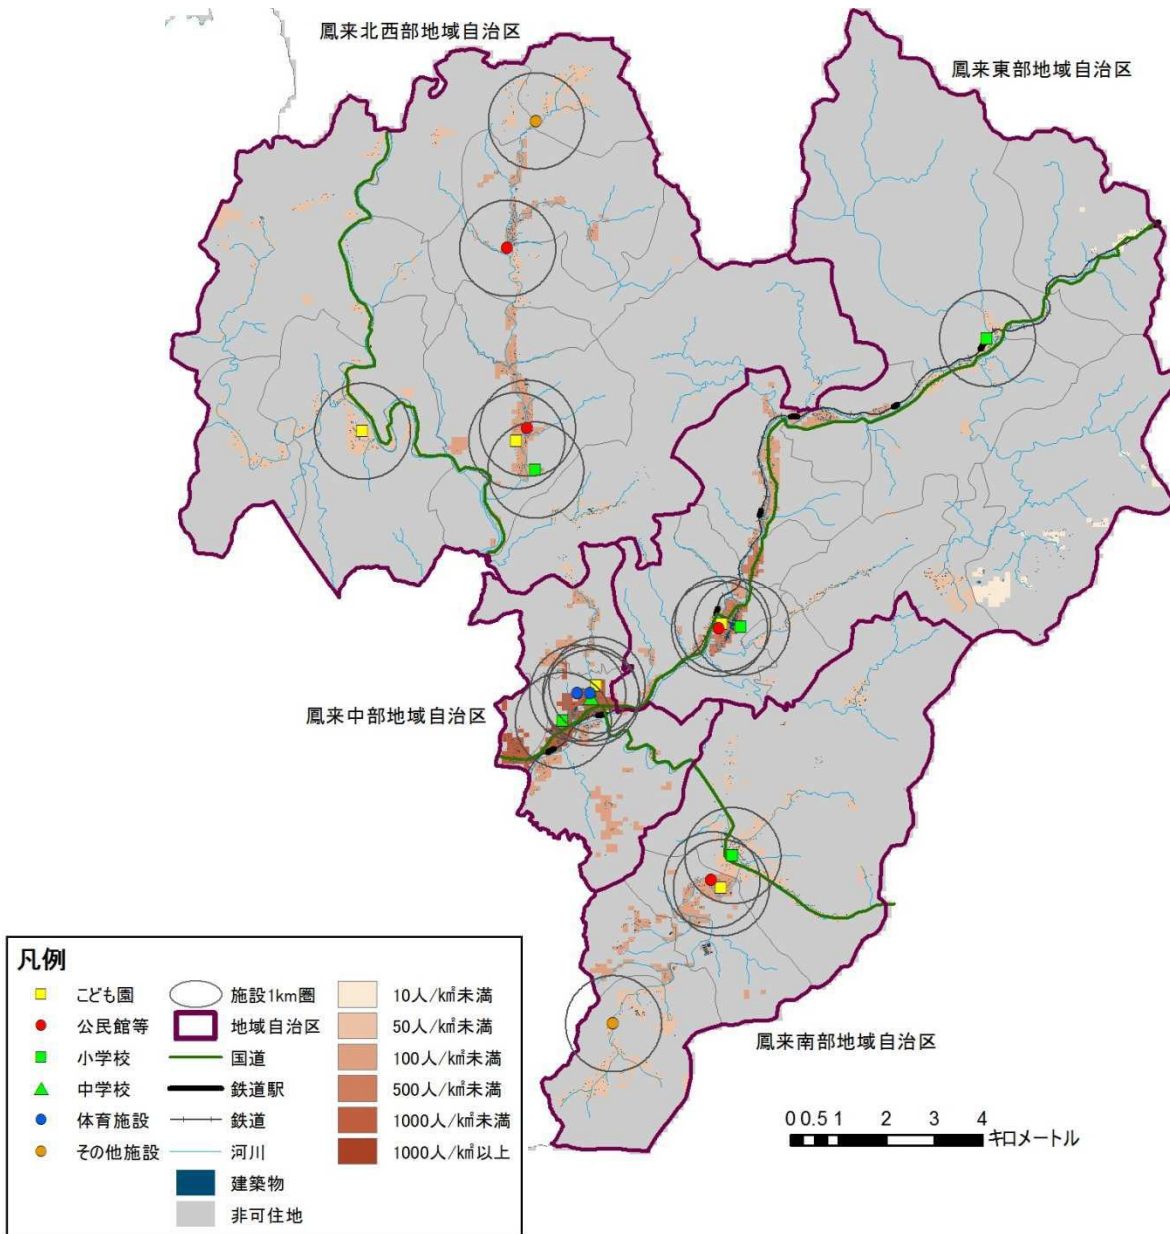 鳳来北西部地域自治区
鳳来東部地域自治区
鳳来中部地域自治区
鳳来南部地域自治区
凡例
こども園
公民館等
小学校
中学校
体育施設
その他施設
施設1km圏
地域自治区
国道
鉄道駅
鉄道
河川
建築物
非可住地
10人/k㎡未満
50人/k㎡未満
100人/k㎡未満
500人/k㎡未満
1000人/k㎡未満
1000人/k㎡以上
0 0.5 1 2 3 4
キロメートル